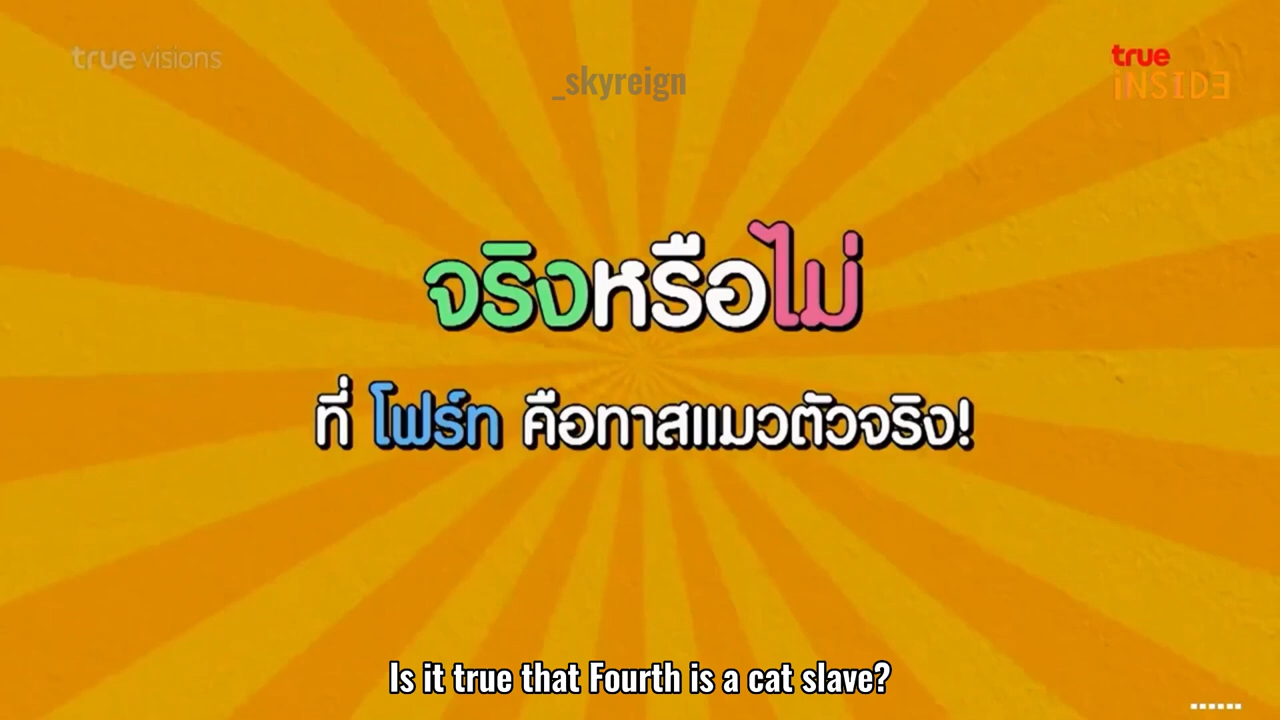 true visions
true
INSIDE
_skyreign
จริงหรือไม่
ที่ โฟร์ท คือทาสแมวตัวจริง!
Is it true that Fourth is a cat slave?